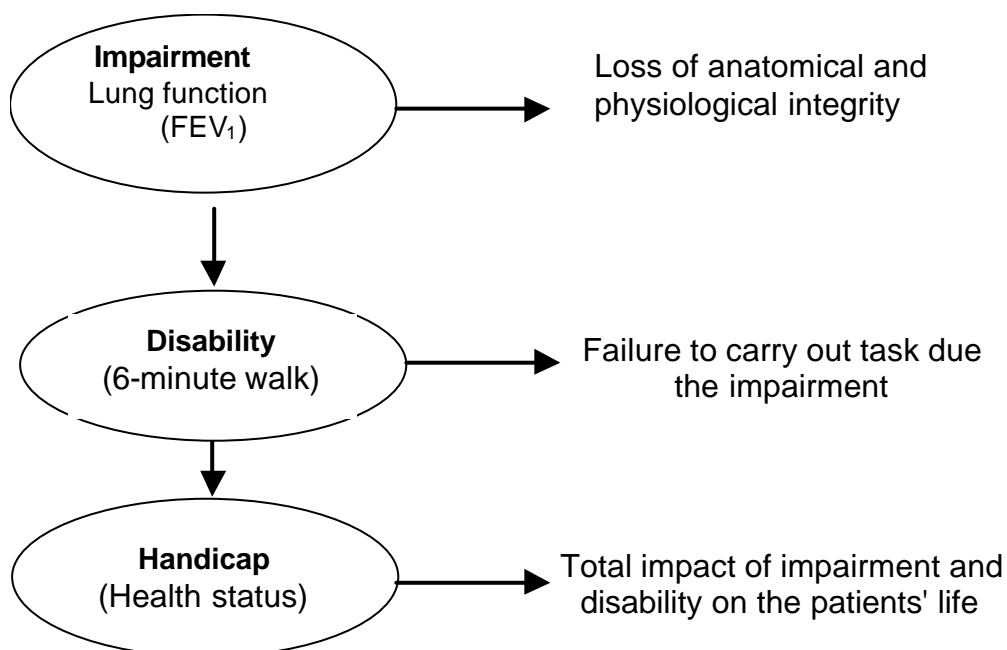 Impairment
Lung function
(FEV₁)
Loss of anatomical and
physiological integrity
Disability
(6-minute walk)
Failure to carry out task due
the impairment
Handicap
(Health status)
Total impact of impairment and
disability on the patients' life